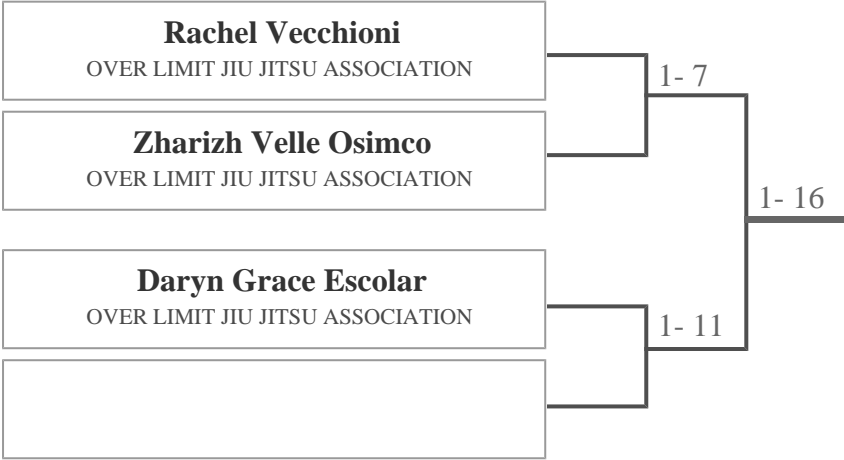 Rachel Vecchioni
OVER LIMIT JIU JITSU ASSOCIATION
1- 7
Zharizh Velle Osimco
OVER LIMIT JIU JITSU ASSOCIATION
1- 16
Daryn Grace Escolar
OVER LIMIT JIU JITSU ASSOCIATION
1- 11